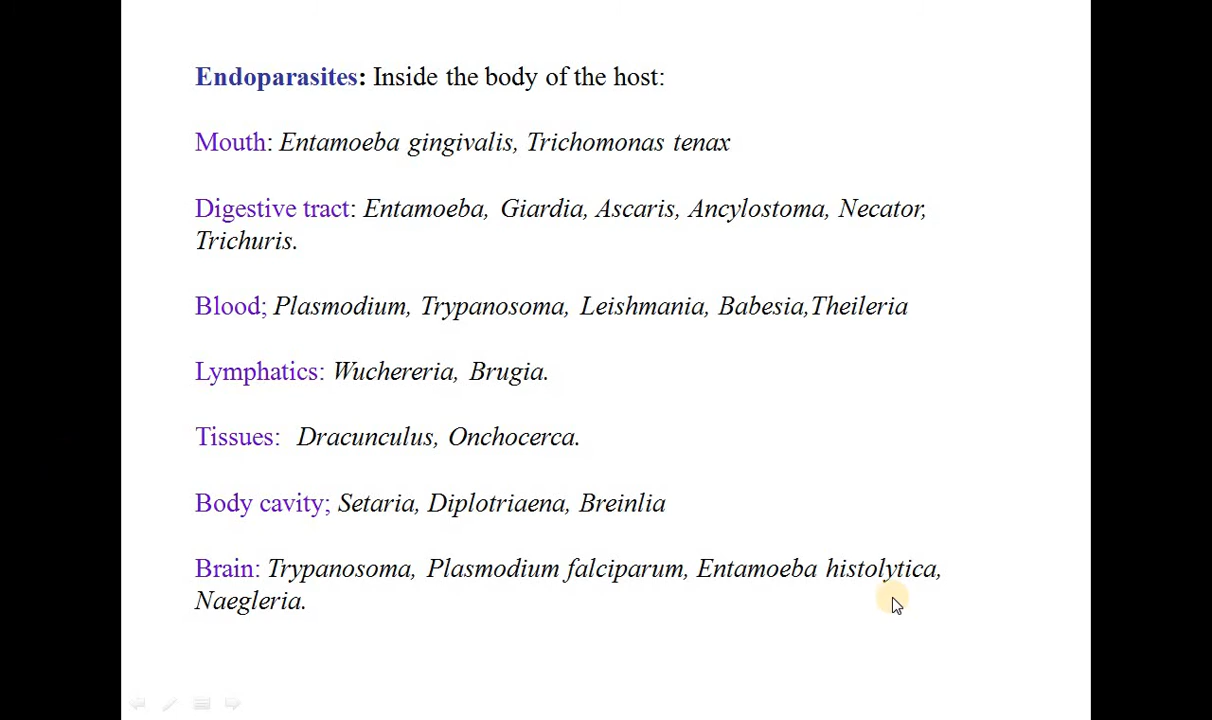 Endoparasites: Inside the body of the host:
Mouth: Entamoeba gingivalis, Trichomonas tenax
Digestive tract: Entamoeba, Giardia, Ascaris, Ancylostoma, Necator,
Trichuris.
Blood; Plasmodium, Trypanosoma, Leishmania, Babesia,Theileria
Lymphatics: Wuchereria, Brugia.
Tissues: Dracunculus, Onchocerca.
Body cavity; Setaria, Diplotriaena, Breinlia
Brain: Trypanosoma, Plasmodium falciparum, Entamoeba histolytica,
Naegleria.